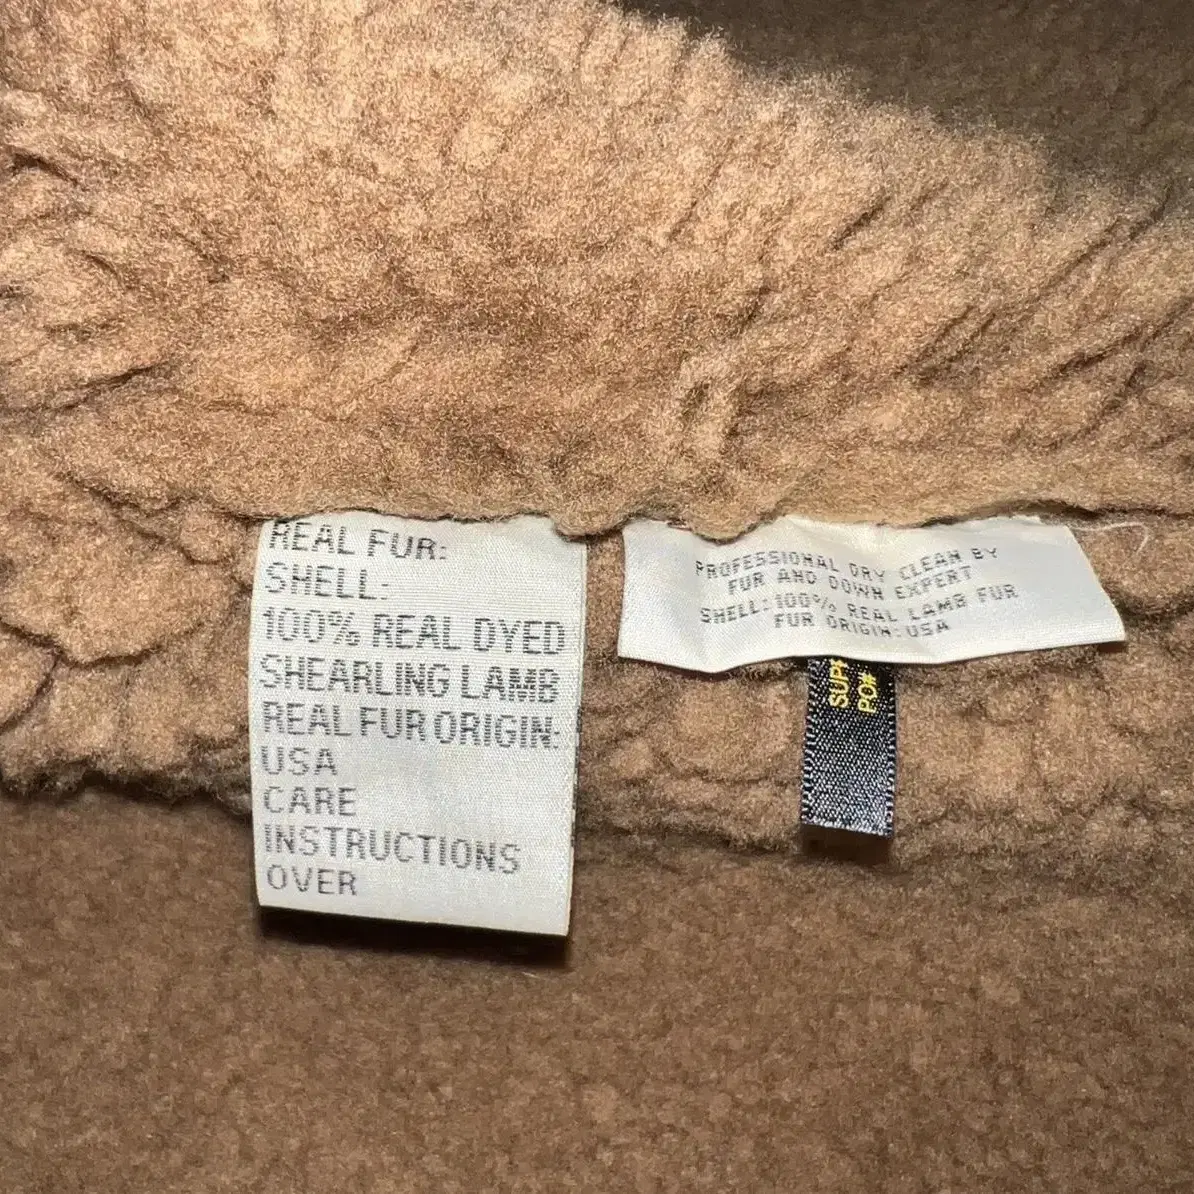 REAL FUR:
SHELL:
100% REAL DYED
SHEARLING LAMB
REAL FUR ORIGIN:
USA
CARE
INSTRUCTIONS
OVER
PROFESSIONAL DRY CLEAN BY
FUR AND DOWN EXPERT
SHELL: 100% REAL LAMB FUR
FUR ORIGIN: USA
P.O#